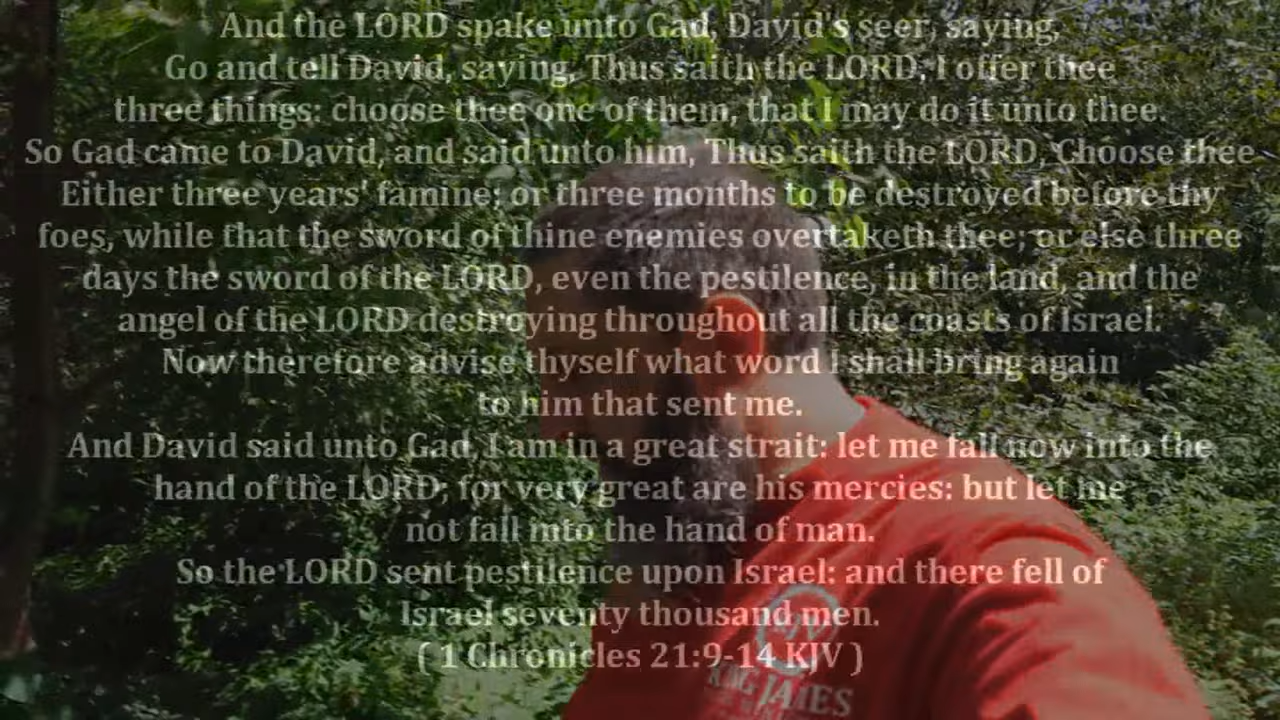 And the LORD spake unto Gad, David's seer, saying,
Go and tell David, saying, Thus saith the LORD, I offer thee
three things: choose thee one of them, that I may do it unto thee.
So Gad came to David, and said unto him, Thus saith the LORD, Choose thee
Either three years' famine; or three months to be destroyed before thy
foes, while that the sword of thine enemies overtaketh thee; or else three
days the sword of the LORD, even the pestilence, in the land, and the
angel of the LORD destroying throughout all the coasts of Israel.
Now therefore advise thyself what word I shall bring again
to him that sent me.
And David said unto Gad, I am in a great strait: let me fall now into the
hand of the LORD; for very great are his mercies: but let me
not fall into the hand of man.
So the LORD sent pestilence upon Israel: and there fell of
Israel seventy thousand men.
( 1 Chronicles 21:9-14 KJV )
KJV
KING JAMES